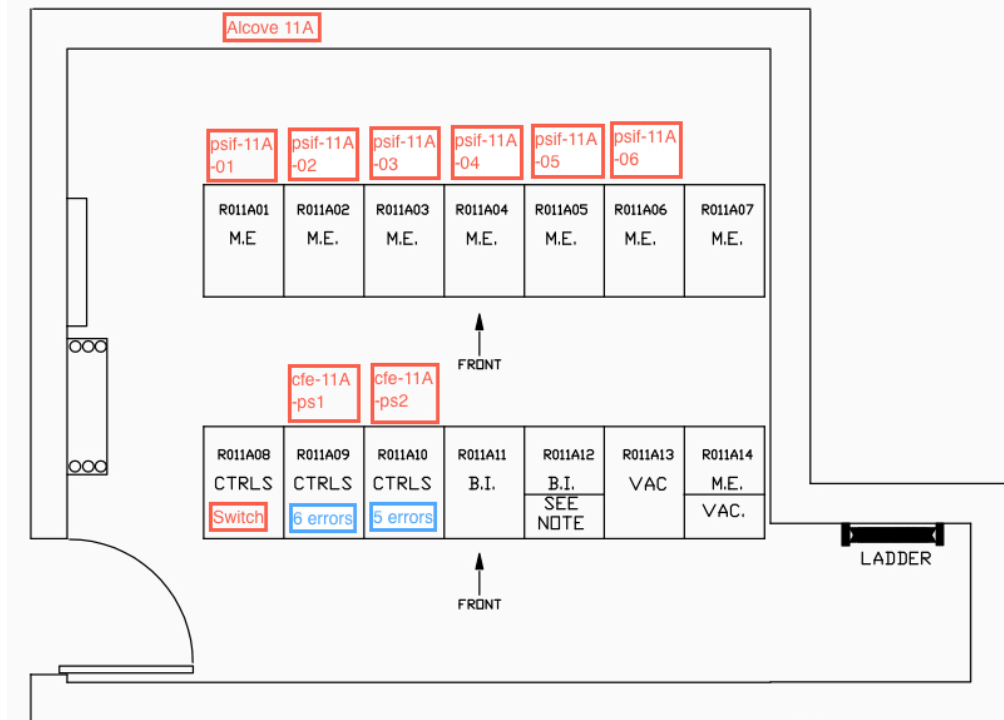 Alcove 11A
psif-11A
-01
psif-11A
-02
psif-11A
-03
psif-11A
-04
psif-11A
-05
psif-11A
-06
R011A01
M.E
R011A02
M.E.
R011A03
M.E.
R011A04
M.E.
R011A05
M.E.
R011A06
M.E.
R011A07
M.E.
FRONT
cfe-11A
-ps1
cfe-11A
-ps2
R011A08
CTRLS
Switch
R011A09
CTRLS
6 errors
R011A10
CTRLS
5 errors
R011A11
B.I.
R011A12
B.I.
SEE
NOTE
R011A13
VAC
R011A14
M.E.
VAC.
LADDER
FRONT